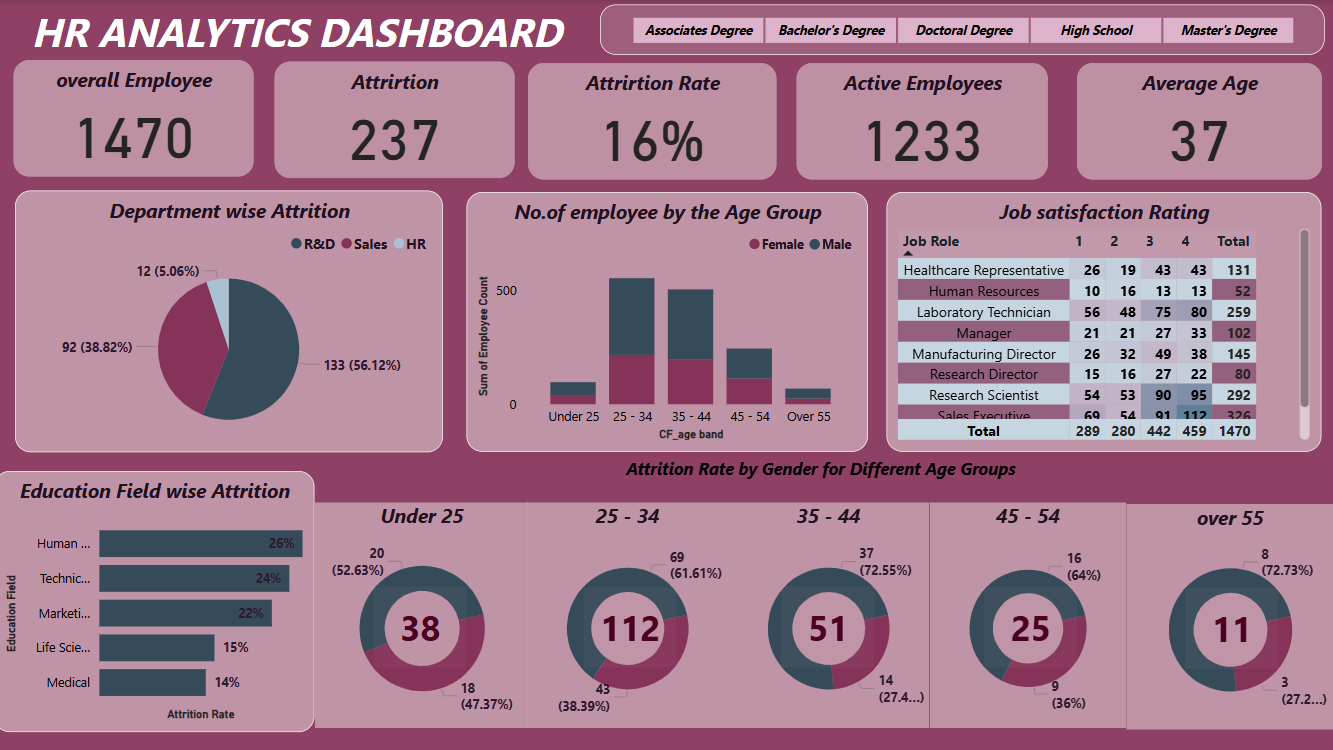 HR ANALYTICS DASHBOARD
Associates Degree
Bachelor's Degree
Doctoral Degree
High School
Master's Degree
overall Employee
1470
Attrirtion
237
Attrirtion Rate
16%
Active Employees
1233
Average Age
37
Department wise Attrition
R&D Sales HR
12 (5.06%)
92 (38.82%)
133 (56.12%)
No.of employee by the Age Group
Female Male
Sum of Employee Count
500
0
Under 25 25 - 34 35 - 44 45 - 54 Over 55
CF_age band
Job satisfaction Rating
Job Role 1 2 3 4 Total
Healthcare Representative 26 19 43 43 131
Human Resources 10 16 13 13 52
Laboratory Technician 56 48 75 80 259
Manager 21 21 27 33 102
Manufacturing Director 26 32 49 38 145
Research Director 15 16 27 22 80
Research Scientist 54 53 90 95 292
Sales Executive 69 54 91 112 326
Total 289 280 442 459 1470
Education Field wise Attrition
Education Field
Human ... 26%
Technic... 24%
Marketi... 22%
Life Scie... 15%
Medical 14%
Attrition Rate
Attrition Rate by Gender for Different Age Groups
Under 25
20
(52.63%)
38
18
(47.37%)
25 - 34
69
(61.61%)
112
43
(38.39%)
35 - 44
37
(72.55%)
51
14
(27.4...)
45 - 54
16
(64%)
25
9
(36%)
over 55
8
(72.73%)
11
3
(27.2...)